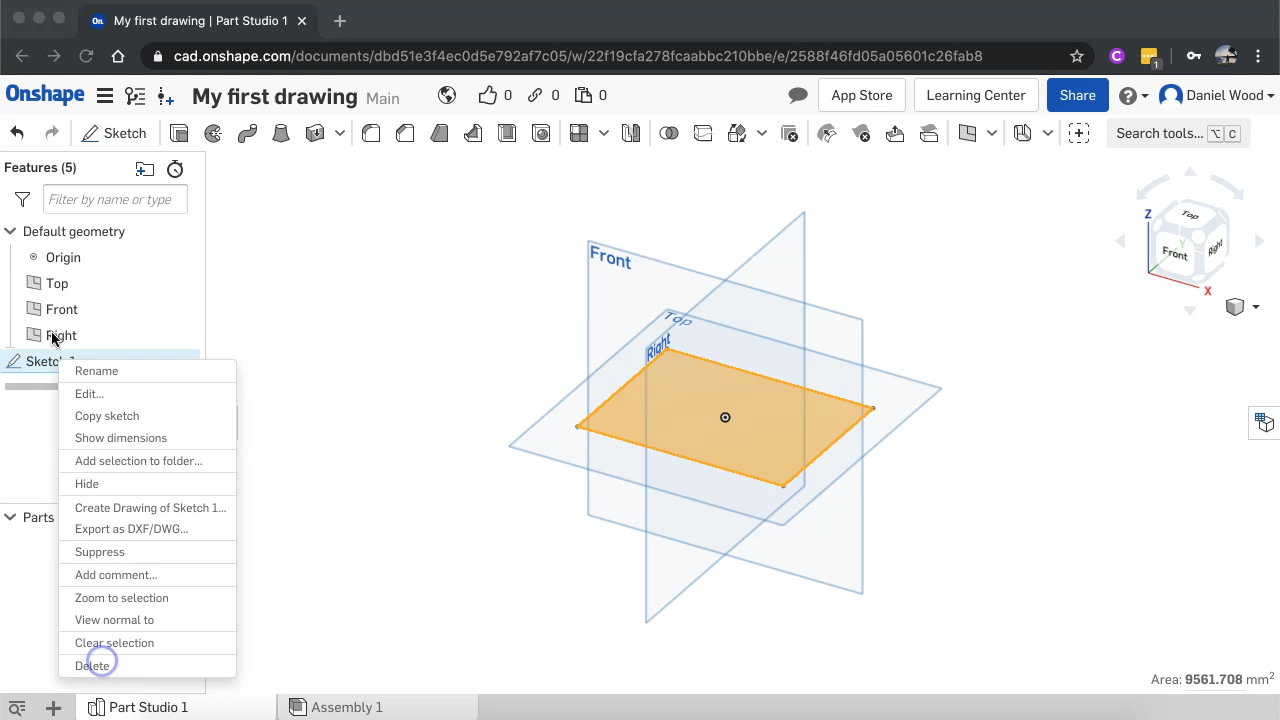 My first drawing | Part Studio 1
cad.onshape.com/documents/dbd51e3f4ec0d5e792af7c05/w/22f19cfa278fcaabbc210bbe/e/2588f46fd05a05601c26fab8
C
1
Onshape
My first drawing Main
0
0
0
App Store
Learning Center
Share
Daniel Wood
Sketch
Search tools... ⌥ C
Features (5)
Filter by name or type
Default geometry
Origin
Top
Front
Right
Sketch 1
Rename
Edit...
Copy sketch
Show dimensions
Add selection to folder...
Hide
Create Drawing of Sketch 1...
Export as DXF/DWG...
Suppress
Add comment...
Zoom to selection
View normal to
Clear selection
Delete
Parts
Front
Top
Right
Z
Top
Y
Front
Right
X
Area: 9561.708 mm²
Part Studio 1
Assembly 1